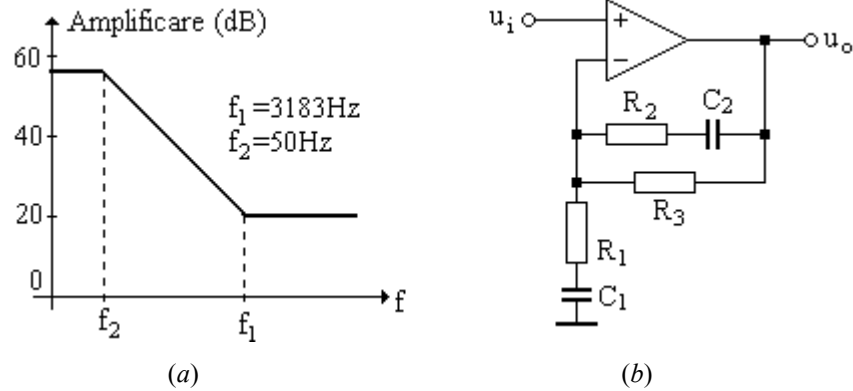 Amplificare (dB)
60
40
20
0
f₁=3183Hz
f₂=50Hz
f₂
f₁
f
(a)
uᵢ
+
−
uₒ
R₂
C₂
R₃
R₁
C₁
(b)